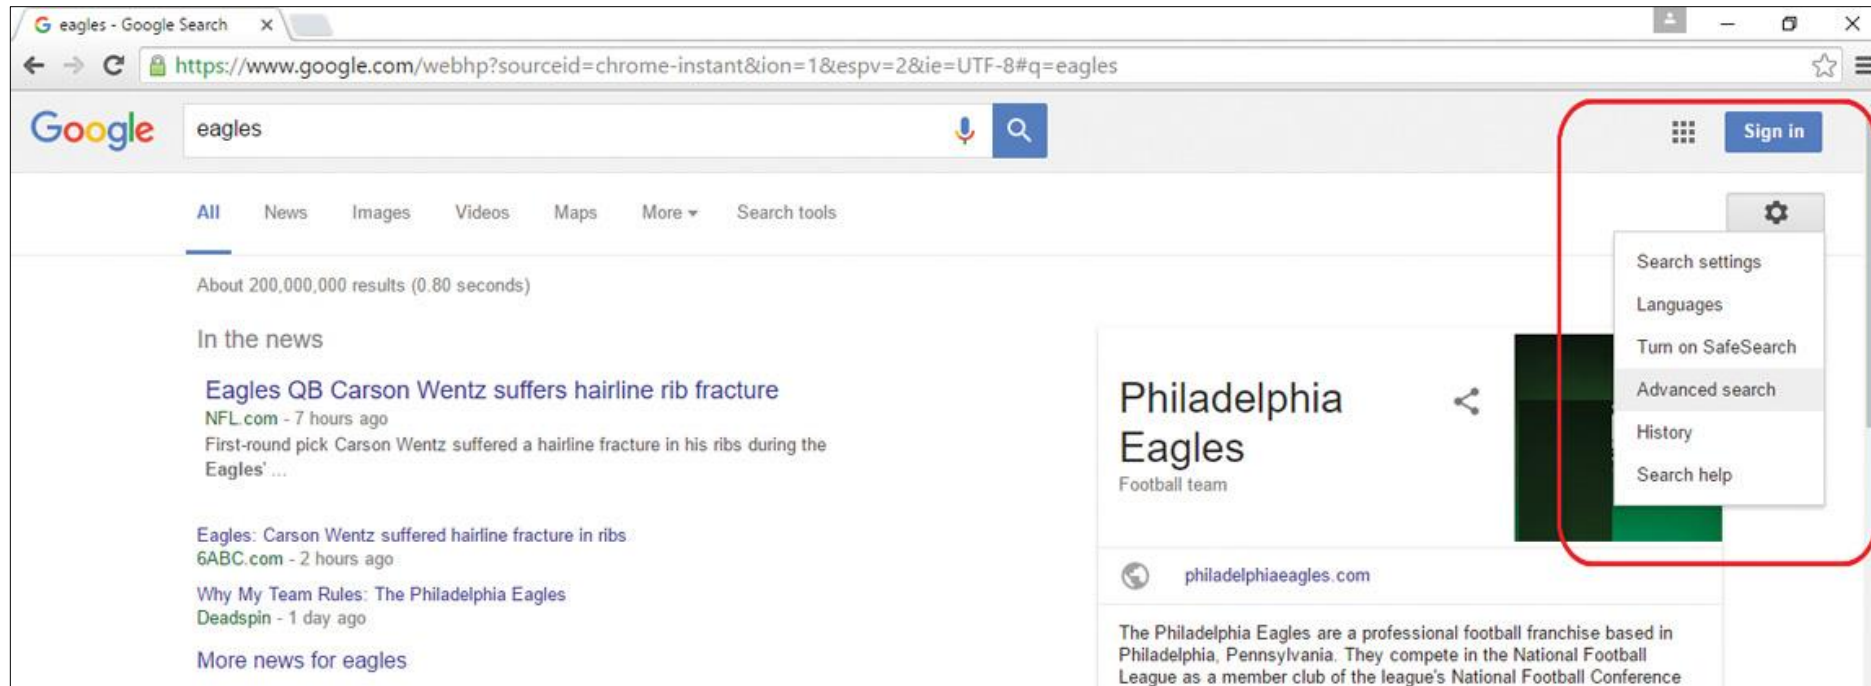 eagles - Google Search
https://www.google.com/webhp?sourceid=chrome-instant&ion=1&espv=2&ie=UTF-8#q=eagles
Google
eagles
Sign in
All News Images Videos Maps More Search tools
About 200,000,000 results (0.80 seconds)
In the news
Eagles QB Carson Wentz suffers hairline rib fracture
NFL.com - 7 hours ago
First-round pick Carson Wentz suffered a hairline fracture in his ribs during the
Eagles' ...
Eagles: Carson Wentz suffered hairline fracture in ribs
6ABC.com - 2 hours ago
Why My Team Rules: The Philadelphia Eagles
Deadspin - 1 day ago
More news for eagles
Philadelphia
Eagles
Football team
philadelphiaeagles.com
The Philadelphia Eagles are a professional football franchise based in
Philadelphia, Pennsylvania. They compete in the National Football
League as a member club of the league's National Football Conference
Search settings
Languages
Turn on SafeSearch
Advanced search
History
Search help